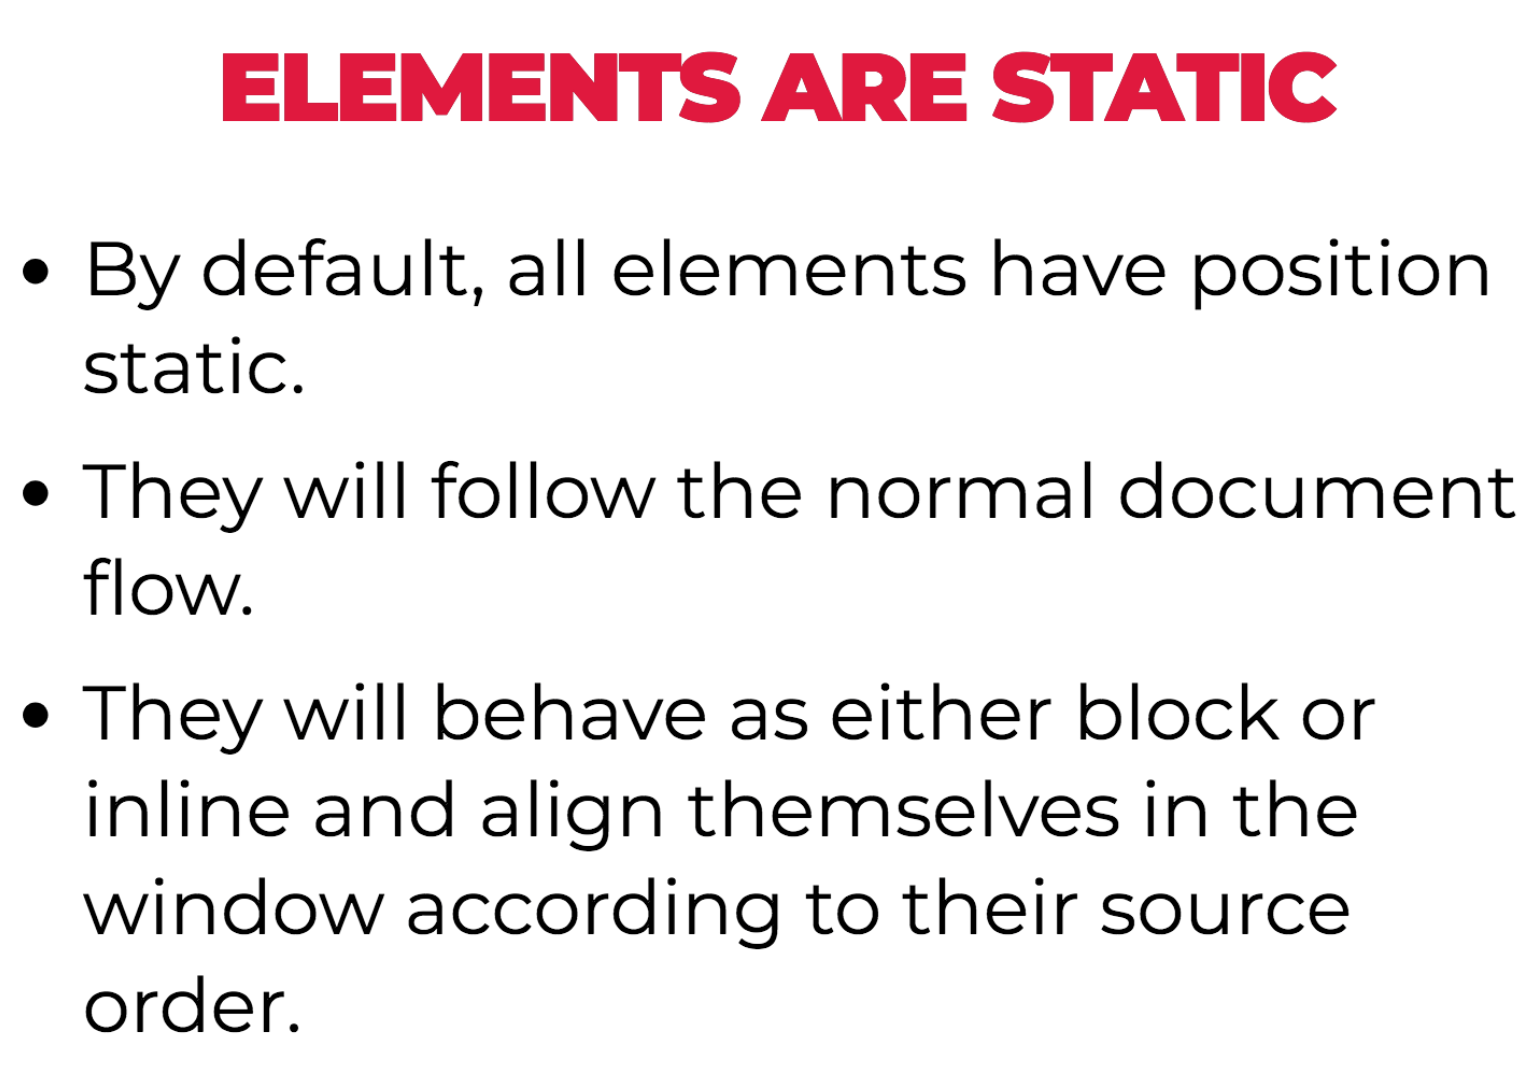 ELEMENTS ARE STATIC
• By default, all elements have position
static.
• They will follow the normal document
flow.
• They will behave as either block or
inline and align themselves in the
window according to their source
order.